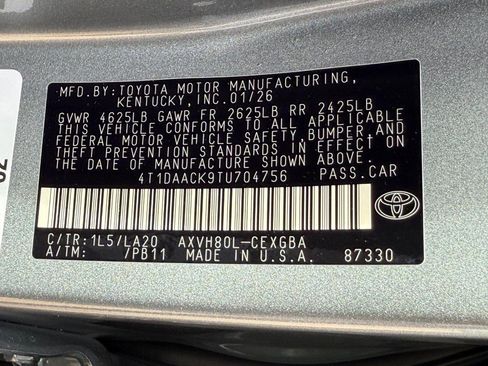 MFD.BY:TOYOTA MOTOR MANUFACTURING,
KENTUCKY,INC.01/26
GVWR 4625LB GAWR FR 2625LB RR 2425LB
THIS VEHICLE CONFORMS TO ALL APPLICABLE
FEDERAL MOTOR VEHICLE SAFETY,BUMPER,AND
THEFT PREVENTION STANDARDS IN EFFECT ON
THE DATE OF MANUFACTURE SHOWN ABOVE.
4T1DAACK9TU704756 PASS.CAR
C/TR:1L5/LA20 AXVH80L-CEXGBA
A/TM: /PB11 MADE IN U.S.A. 87330